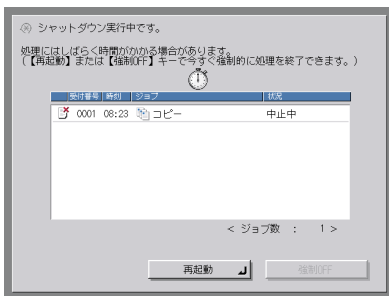 シャットダウン実行中です。
処理にはしばらく時間がかかる場合があります。
(【再起動】または【強制OFF】キーで今すぐ強制的に処理を終了できます。)
受付番号 時刻 ジョブ 状況
0001 08:23 コピー 中止中
< ジョブ数 : 1 >
再起動 強制OFF